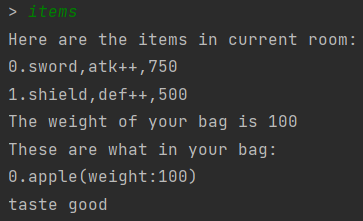 > items
Here are the items in current room:
0.sword,atk++,750
1.shield,def++,500
The weight of your bag is 100
These are what in your bag:
0.apple(weight:100)
taste good